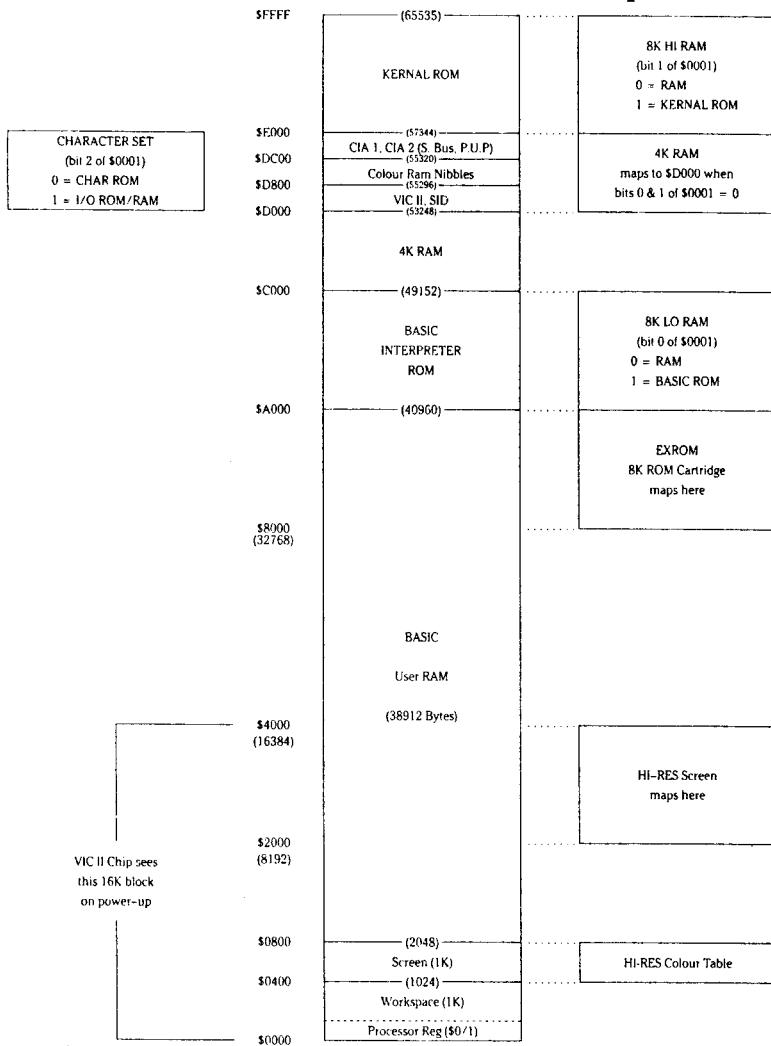 $FFFF
(65535)
KERNAL ROM
8K HI RAM
(bit 1 of $0001)
0 = RAM
1 = KERNAL ROM
CHARACTER SET
(bit 2 of $0001)
0 = CHAR ROM
1 = I/O ROM/RAM
$E000
(57344)
CIA 1, CIA 2 (S. Bus, P.U.P)
$DC00
(55320)
Colour Ram Nibbles
$D800
(55296)
VIC II, SID
$D000
(53248)
4K RAM
maps to $D000 when
bits 0 & 1 of $0001 = 0
4K RAM
$C000
(49152)
BASIC
INTERPRETER
ROM
8K LO RAM
(bit 0 of $0001)
0 = RAM
1 = BASIC ROM
$A000
(40960)
EXROM
8K ROM Cartridge
maps here
$8000
(32768)
BASIC
User RAM
(38912 Bytes)
$4000
(16384)
HI-RES Screen
maps here
$2000
(8192)
VIC II Chip sees
this 16K block
on power-up
$0800
(2048)
Screen (1K)
HI-RES Colour Table
$0400
(1024)
Workspace (1K)
Processor Reg ($0/1)
$0000